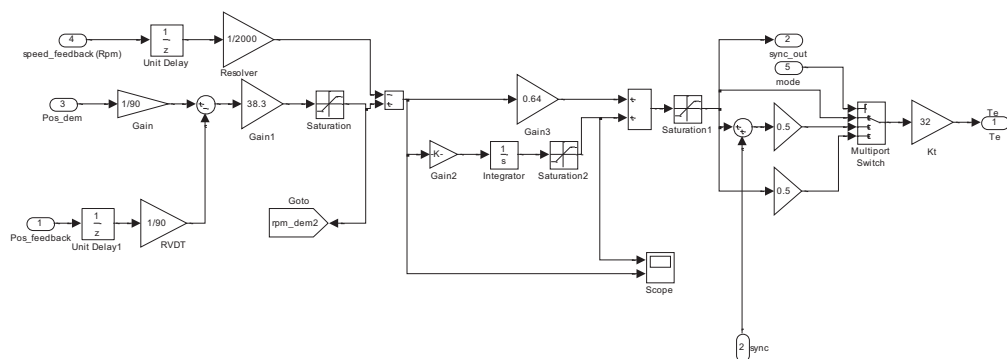 4
speed_feedback (Rpm)
1
z
Unit Delay
1/2000
Resolver
3
Pos_dem
1/90
Gain
38.3
Gain1
Saturation
1
Pos_feedback
1
z
Unit Delay1
1/90
RVDT
Goto
rpm_dem2
0.64
Gain3
-K-
Gain2
1
s
Integrator
Saturation2
Saturation1
Scope
2
sync_out
5
mode
0.5
0.5
Multiport
Switch
32
Kt
Te
1
Te
2
sync